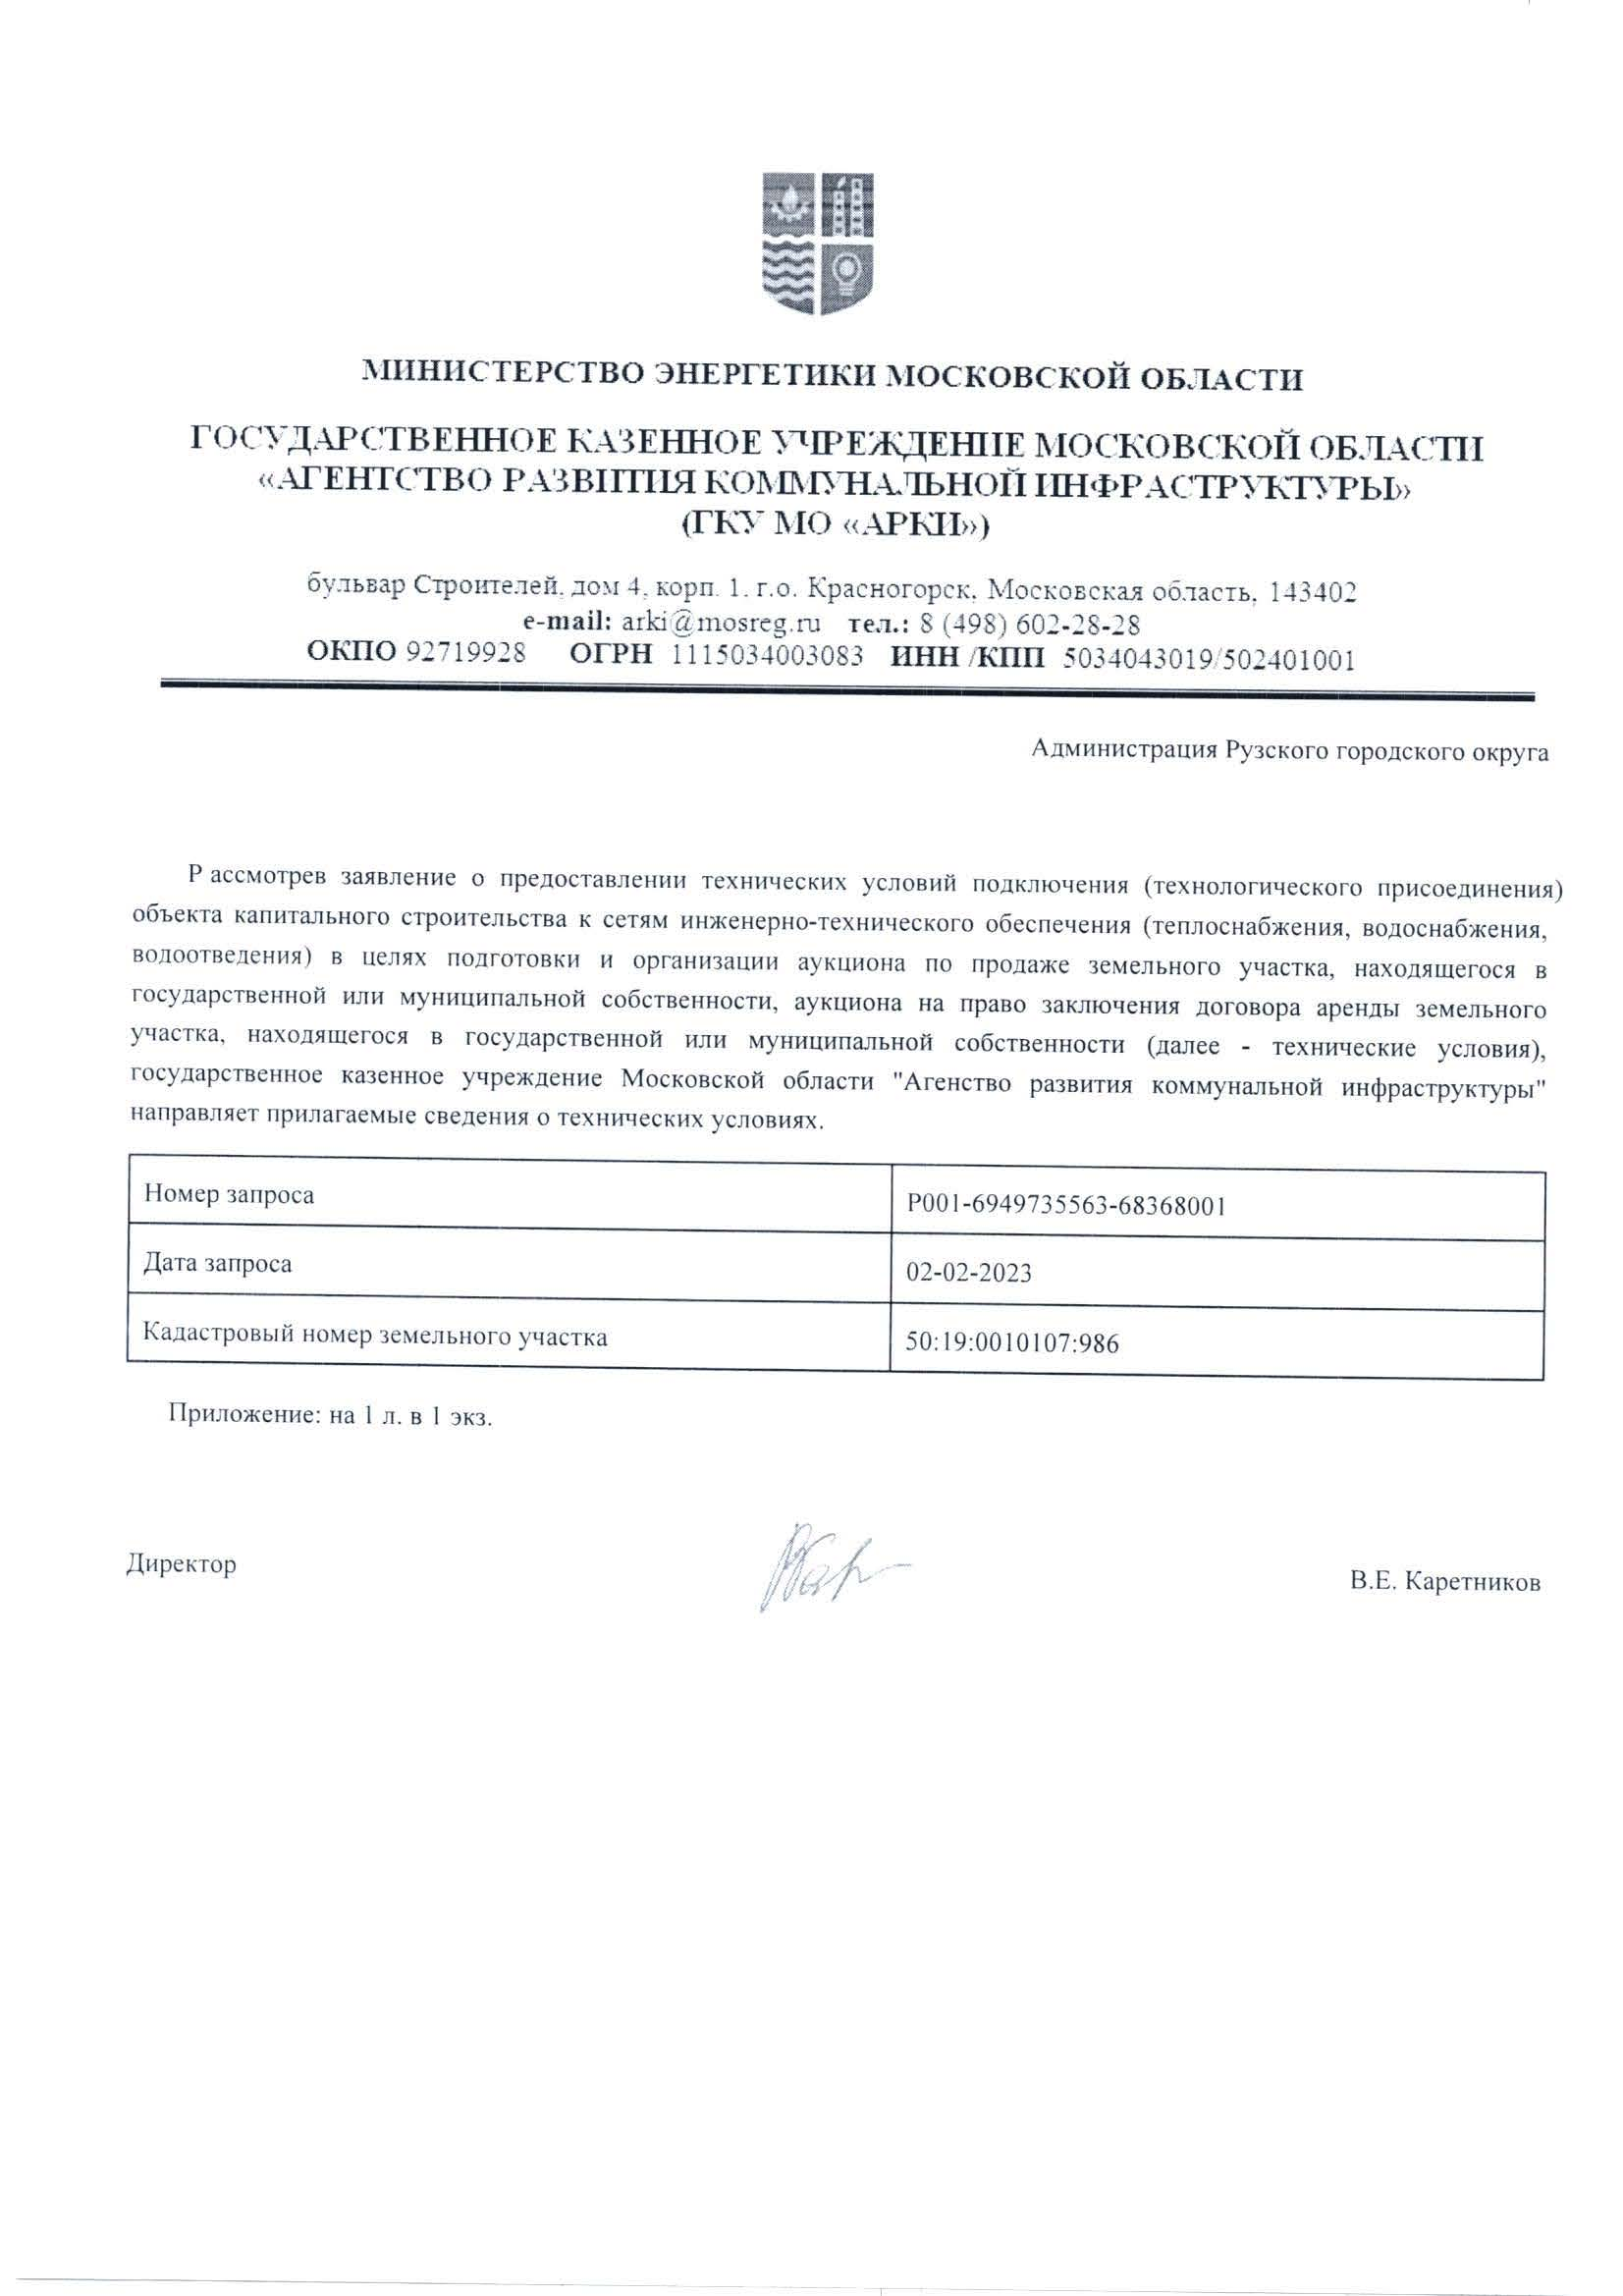 МИНИСТЕРСТВО ЭНЕРГЕТИКИ МОСКОВСКОЙ ОБЛАСТИ
ГОСУДАРСТВЕННОЕ КАЗЕННОЕ УЧРЕЖДЕНИЕ МОСКОВСКОЙ ОБЛАСТИ
«АГЕНТСТВО РАЗВИТИЯ КОММУНАЛЬНОЙ ИНФРАСТРУКТУРЫ»
(ГКУ МО «АРКИ»)
бульвар Строителей, дом 4, корп. 1, г.о. Красногорск, Московская область, 143402
e-mail: arki@mosreg.ru тел.: 8 (498) 602-28-28
ОКПО 92719928 ОГРН 1115034003083 ИНН /КПП 5034043019/502401001
Администрация Рузского городского округа
Р ассмотрев заявление о предоставлении технических условий подключения (технологического присоединения)
объекта капитального строительства к сетям инженерно-технического обеспечения (теплоснабжения, водоснабжения,
водоотведения) в целях подготовки и организации аукциона по продаже земельного участка, находящегося в
государственной или муниципальной собственности, аукциона на право заключения договора аренды земельного
участка, находящегося в государственной или муниципальной собственности (далее - технические условия),
государственное казенное учреждение Московской области "Агенство развития коммунальной инфраструктуры"
направляет прилагаемые сведения о технических условиях.
Номер запроса P001-6949735563-68368001
Дата запроса 02-02-2023
Кадастровый номер земельного участка 50:19:0010107:986
Приложение: на 1 л. в 1 экз.
Директор В.Е. Каретников